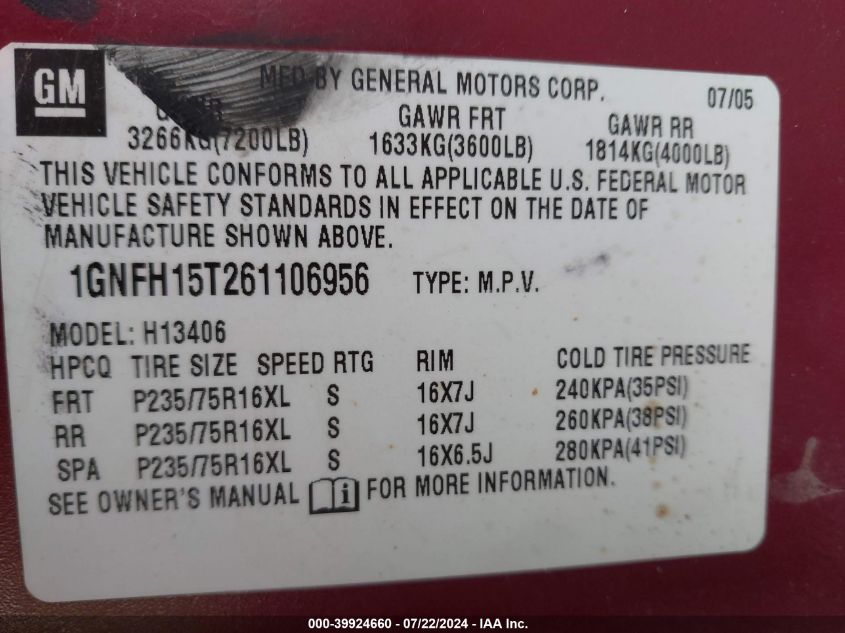 GM
MFD BY GENERAL MOTORS CORP. 07/05
GVWR GAWR FRT GAWR RR
3266KG(7200LB) 1633KG(3600LB) 1814KG(4000LB)
THIS VEHICLE CONFORMS TO ALL APPLICABLE U.S. FEDERAL MOTOR
VEHICLE SAFETY STANDARDS IN EFFECT ON THE DATE OF
MANUFACTURE SHOWN ABOVE.
1GNFH15T261106956 TYPE: M.P.V.
MODEL: H13406
HPCQ TIRE SIZE SPEED RTG RIM COLD TIRE PRESSURE
FRT P235/75R16XL S 16X7J 240KPA(35PSI)
RR P235/75R16XL S 16X7J 260KPA(38PSI)
SPA P235/75R16XL S 16X6.5J 280KPA(41PSI)
SEE OWNER'S MANUAL i FOR MORE INFORMATION.
000-39924660 / 07/22/2024 - IAA Inc.